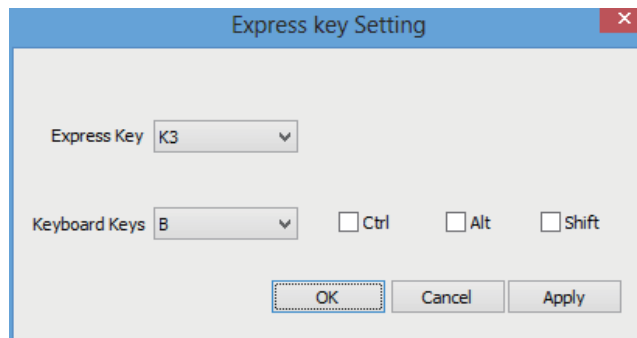 Express key Setting
Express Key K3
Keyboard Keys B Ctrl Alt Shift
OK Cancel Apply